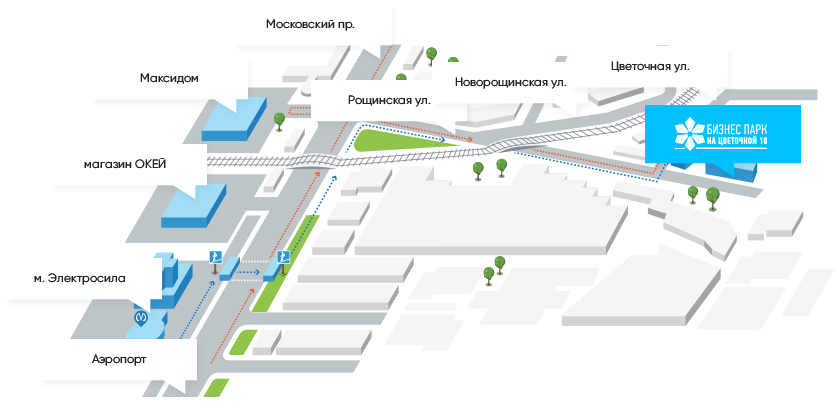 Московский пр.
Максидом
Цветочная ул.
Новорощинская ул.
Рощинская ул.
БИЗНЕС ПАРК
НА ЦВЕТОЧНОЙ 18
магазин ОКЕЙ
м. Электросила
Аэропорт